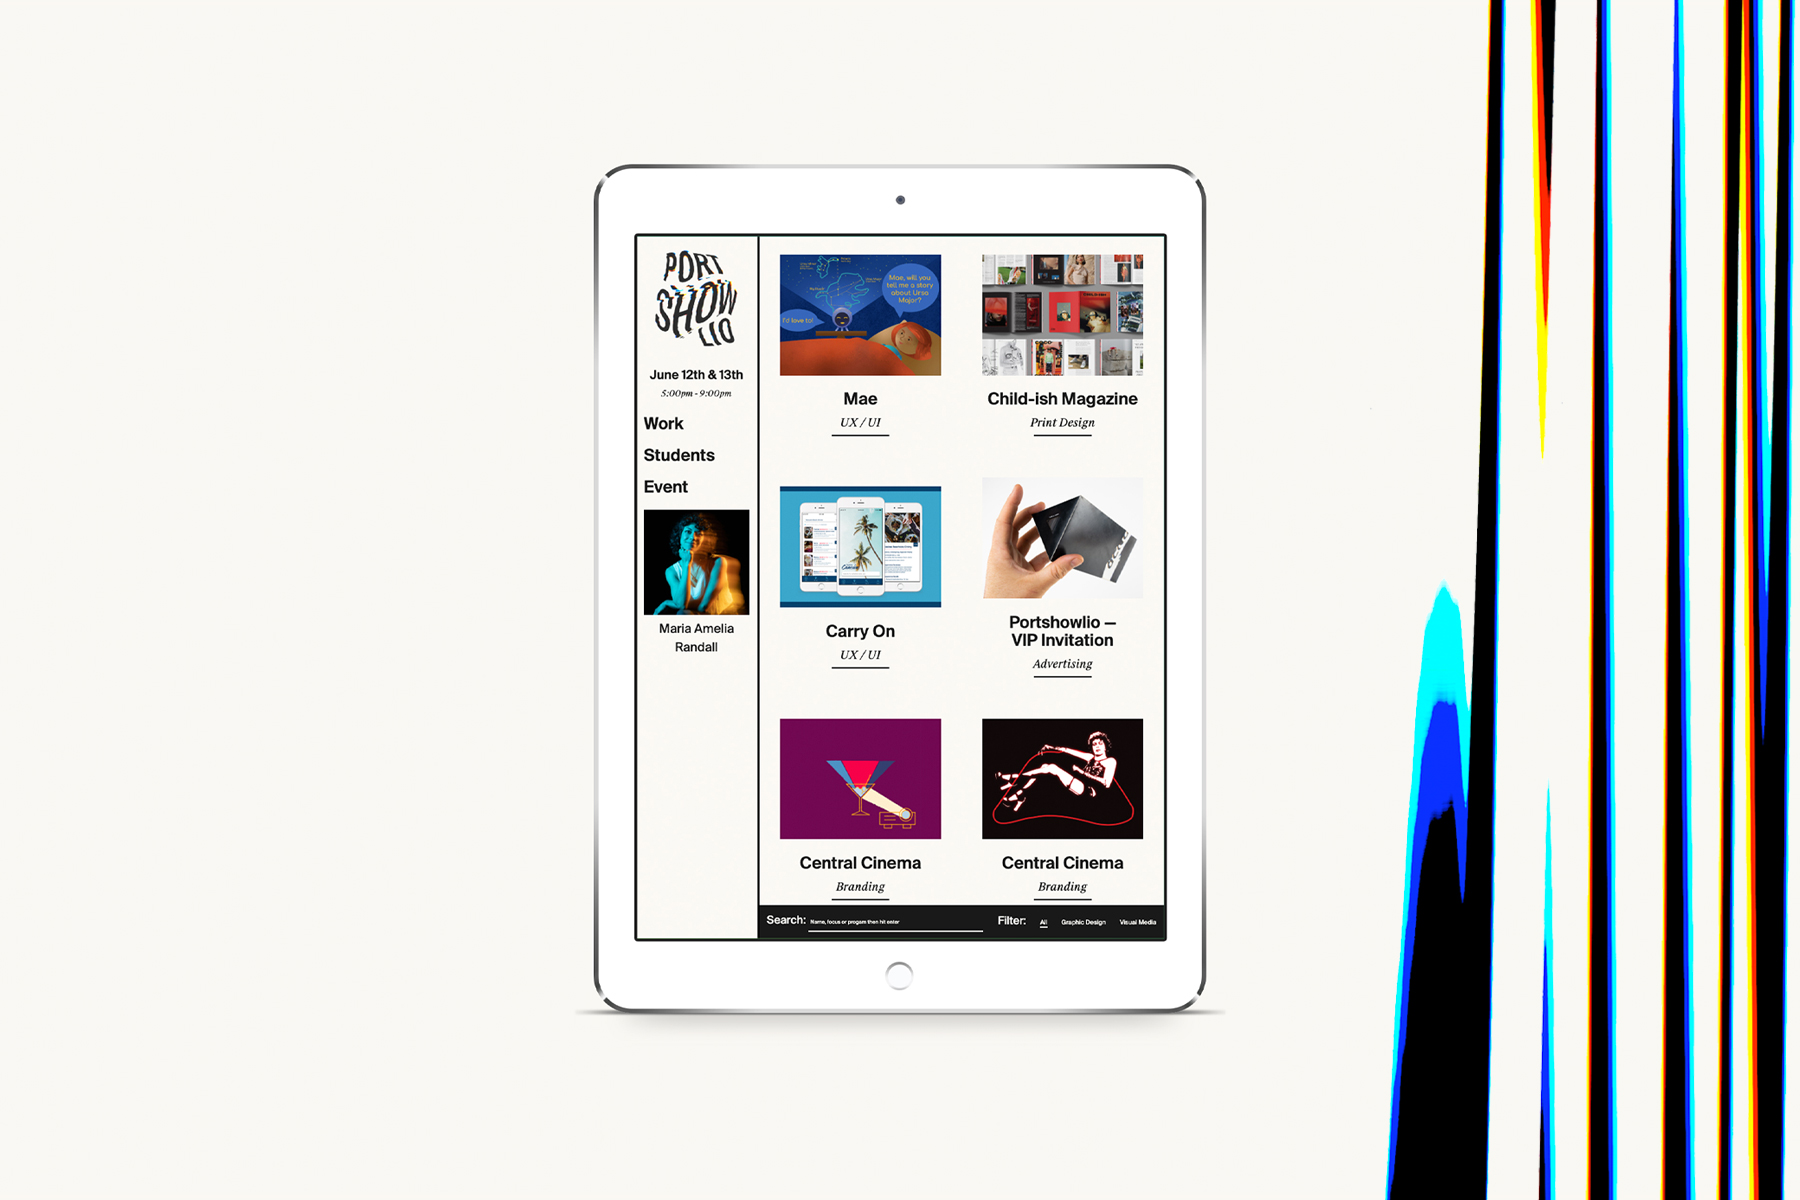 PORT
SHOW
LIO
June 12th & 13th
5:00pm - 9:00pm
Work
Students
Event
Maria Amelia
Randall
Mae, will you
tell me a story
about Ursa
Major?
I'd love to!
Mae
UX / UI
Child-ish Magazine
Print Design
Carry On
UX / UI
Portshowlio —
VIP Invitation
Advertising
Central Cinema
Branding
Central Cinema
Branding
Search: Name, focus or progam then hit enter
Filter: All Graphic Design Visual Media